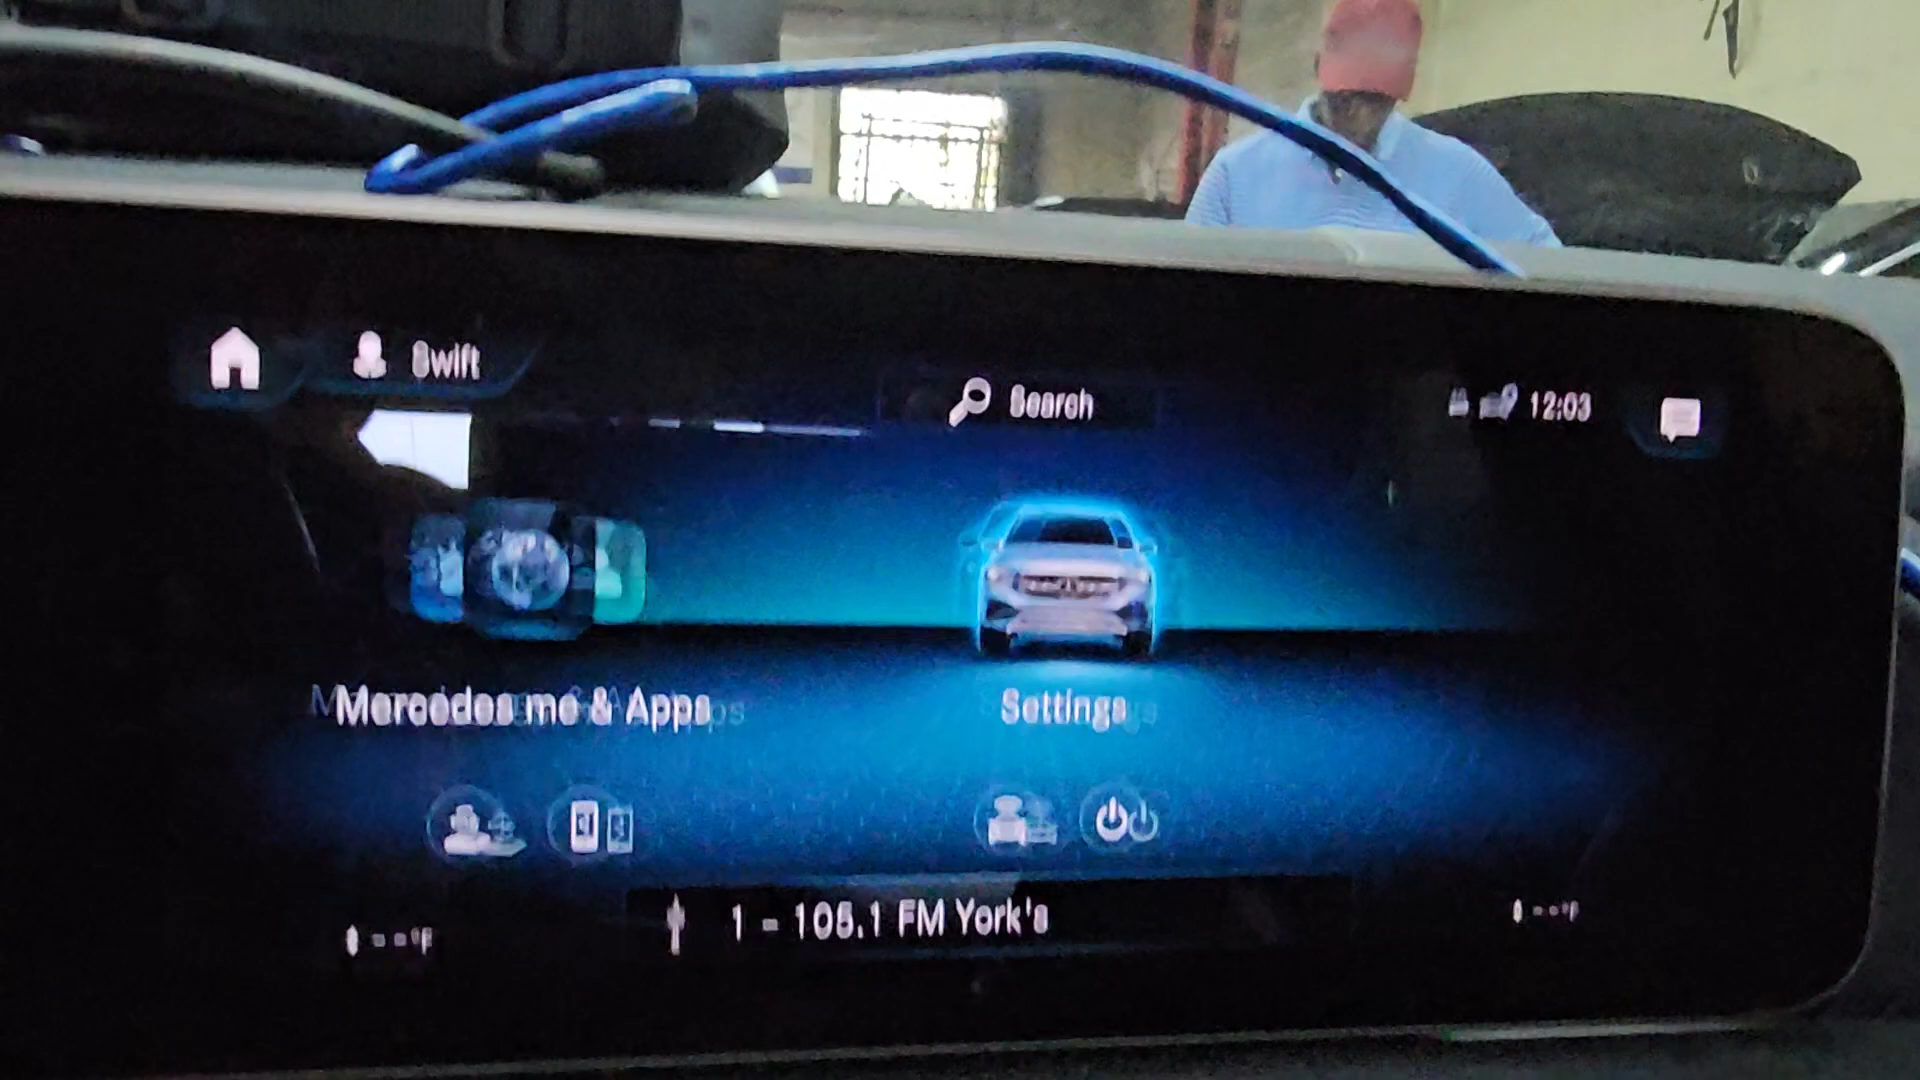 Swift
Search
12:03
Mercedes me & Apps
Settings
1 - 105.1 FM York's
--°F
--°F